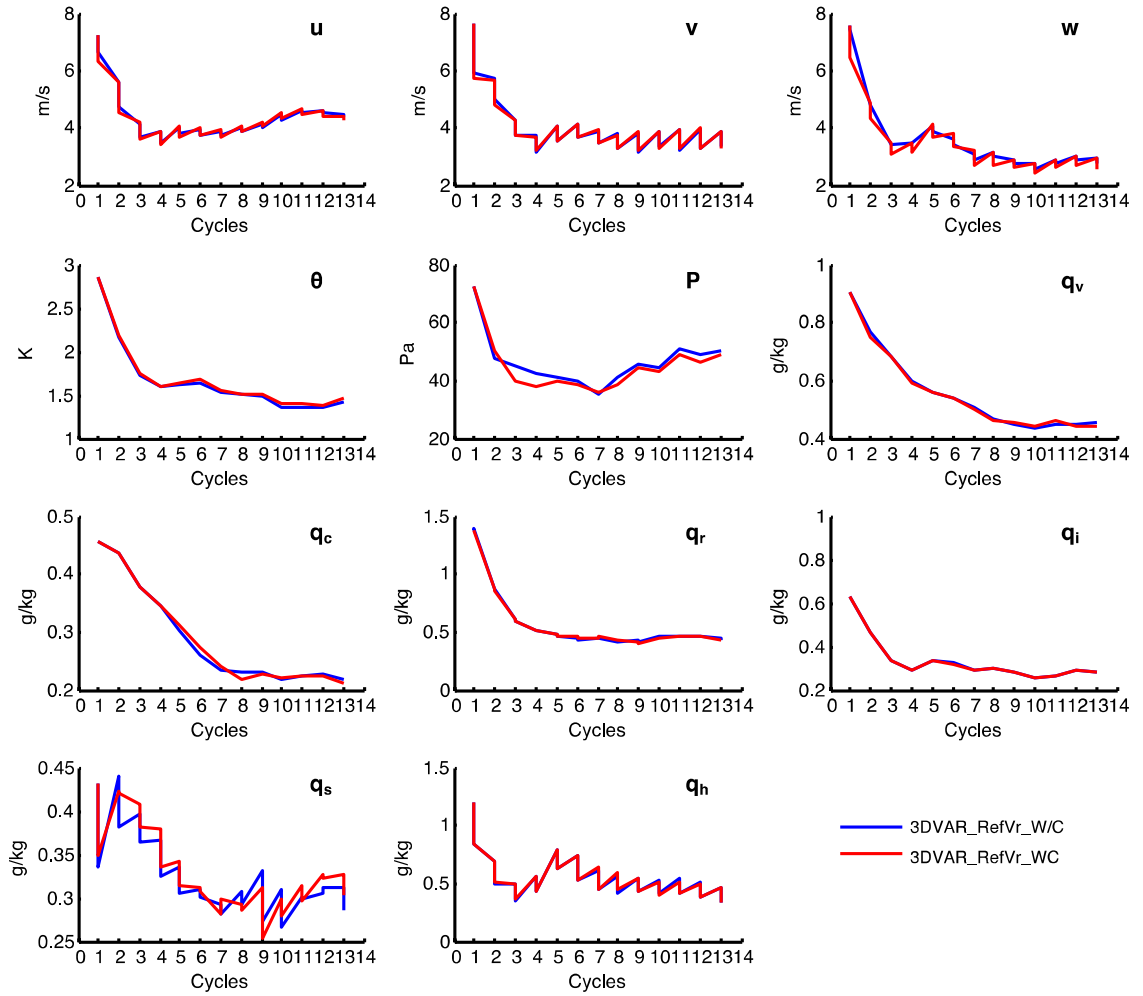 u
8
6
4
2
m/s
0 1 2 3 4 5 6 7 8 9 10 11 12 13 14
Cycles
v
8
6
4
2
m/s
0 1 2 3 4 5 6 7 8 9 10 11 12 13 14
Cycles
w
8
6
4
2
m/s
0 1 2 3 4 5 6 7 8 9 10 11 12 13 14
Cycles
θ
3
2.5
2
1.5
1
K
0 1 2 3 4 5 6 7 8 9 10 11 12 13 14
Cycles
P
80
60
40
20
Pa
0 1 2 3 4 5 6 7 8 9 10 11 12 13 14
Cycles
qv
1
0.8
0.6
0.4
g/kg
0 1 2 3 4 5 6 7 8 9 10 11 12 13 14
Cycles
qc
0.5
0.4
0.3
0.2
g/kg
0 1 2 3 4 5 6 7 8 9 10 11 12 13 14
Cycles
qr
1.5
1
0.5
0
g/kg
0 1 2 3 4 5 6 7 8 9 10 11 12 13 14
Cycles
qi
1
0.8
0.6
0.4
0.2
g/kg
0 1 2 3 4 5 6 7 8 9 10 11 12 13 14
Cycles
qs
0.45
0.4
0.35
0.3
0.25
g/kg
0 1 2 3 4 5 6 7 8 9 10 11 12 13 14
Cycles
qh
1.5
1
0.5
0
g/kg
0 1 2 3 4 5 6 7 8 9 10 11 12 13 14
Cycles
3DVAR_RefVr_W/C
3DVAR_RefVr_WC